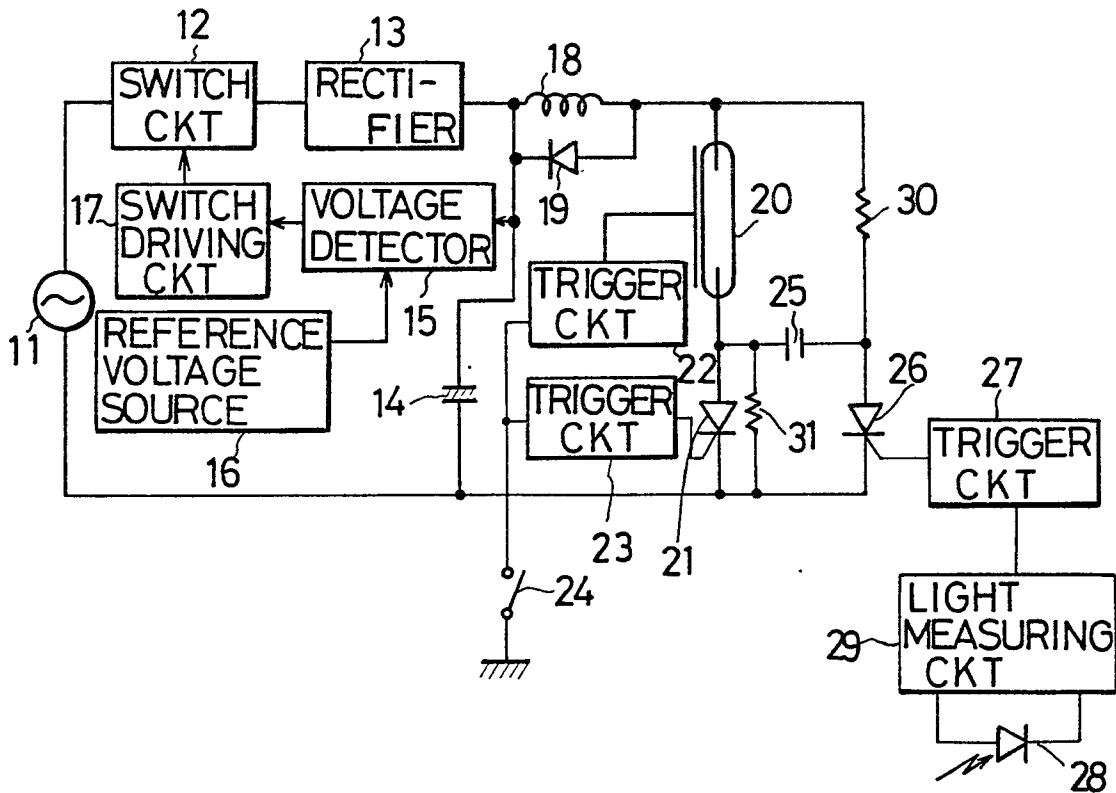 12
13
SWITCH
CKT
RECTI-
FIER
18
17
SWITCH
DRIVING
CKT
VOLTAGE
DETECTOR
19
20
30
11
REFERENCE
VOLTAGE
SOURCE
15
TRIGGER
CKT
25
22
14
16
TRIGGER
CKT
31
26
27
TRIGGER
CKT
23
21
24
LIGHT
MEASURING
CKT
29
28